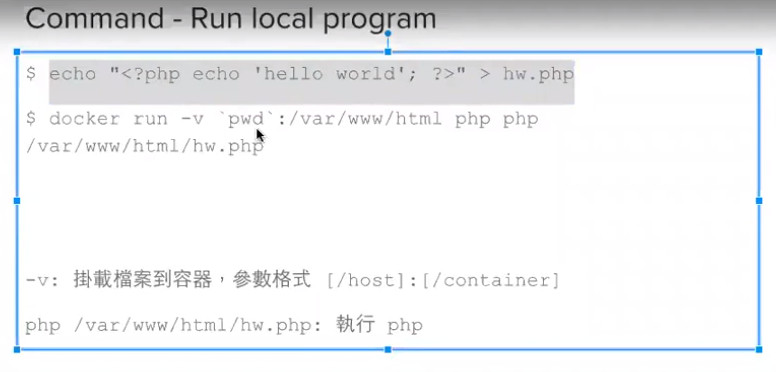 Command - Run local program
$ echo "<?php echo 'hello world'; ?>" > hw.php
$ docker run -v `pwd`:/var/www/html php php
/var/www/html/hw.php
-v: 掛載檔案到容器，參數格式 [/host]:[/container]
php /var/www/html/hw.php: 執行 php